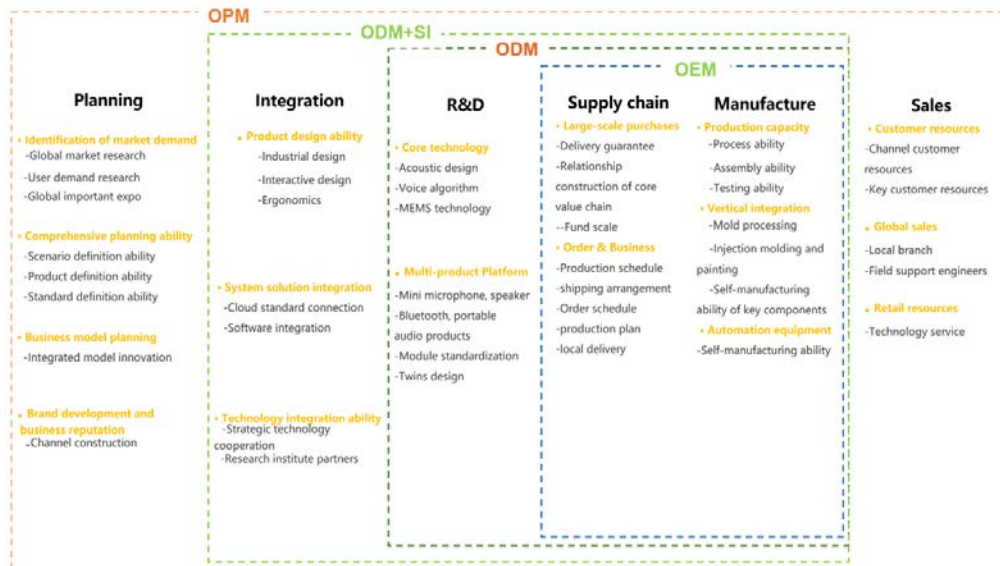 OPM
ODM+SI
ODM
OEM
Planning
• Identification of market demand
-Global market research
-User demand research
-Global important expo
• Comprehensive planning ability
-Scenario definition ability
-Product definition ability
-Standard definition ability
• Business model planning
-Integrated model innovation
• Brand development and
business reputation
-Channel construction
Integration
• Product design ability
-Industrial design
-Interactive design
-Ergonomics
• System solution integration
-Cloud standard connection
-Software integration
• Technology integration ability
-Strategic technology
cooperation
-Research institute partners
R&D
• Core technology
-Acoustic design
-Voice algorithm
-MEMS technology
• Multi-product Platform
-Mini microphone, speaker
-Bluetooth, portable
audio products
-Module standardization
-Twins design
Supply chain
• Large-scale purchases
-Delivery guarantee
-Relationship
construction of core
value chain
--Fund scale
• Order & Business
-Production schedule
-shipping arrangement
-Order schedule
-production plan
-local delivery
Manufacture
• Production capacity
-Process ability
-Assembly ability
-Testing ability
• Vertical integration
-Mold processing
-Injection molding and
painting
-Self-manufacturing
ability of key components
• Automation equipment
-Self-manufacturing ability
Sales
• Customer resources
-Channel customer
resources
-Key customer resources
• Global sales
-Local branch
-Field support engineers
• Retail resources
-Technology service